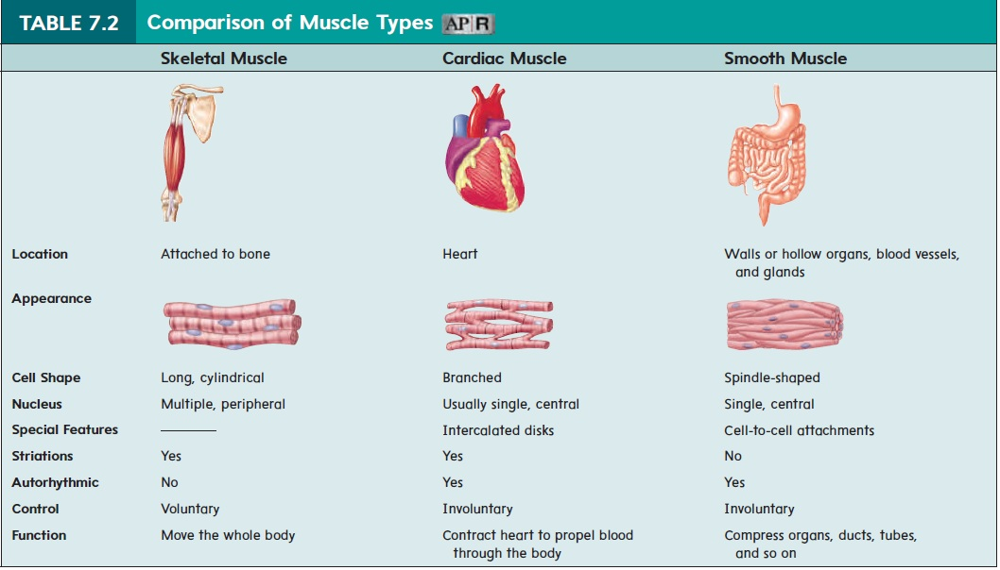 TABLE 7.2 Comparison of Muscle Types AP|R
Skeletal Muscle Cardiac Muscle Smooth Muscle
Location Attached to bone Heart Walls or hollow organs, blood vessels,
and glands
Appearance
Cell Shape Long, cylindrical Branched Spindle-shaped
Nucleus Multiple, peripheral Usually single, central Single, central
Special Features Intercalated disks Cell-to-cell attachments
Striations Yes Yes No
Autorhythmic No Yes Yes
Control Voluntary Involuntary Involuntary
Function Move the whole body Contract heart to propel blood Compress organs, ducts, tubes,
through the body and so on